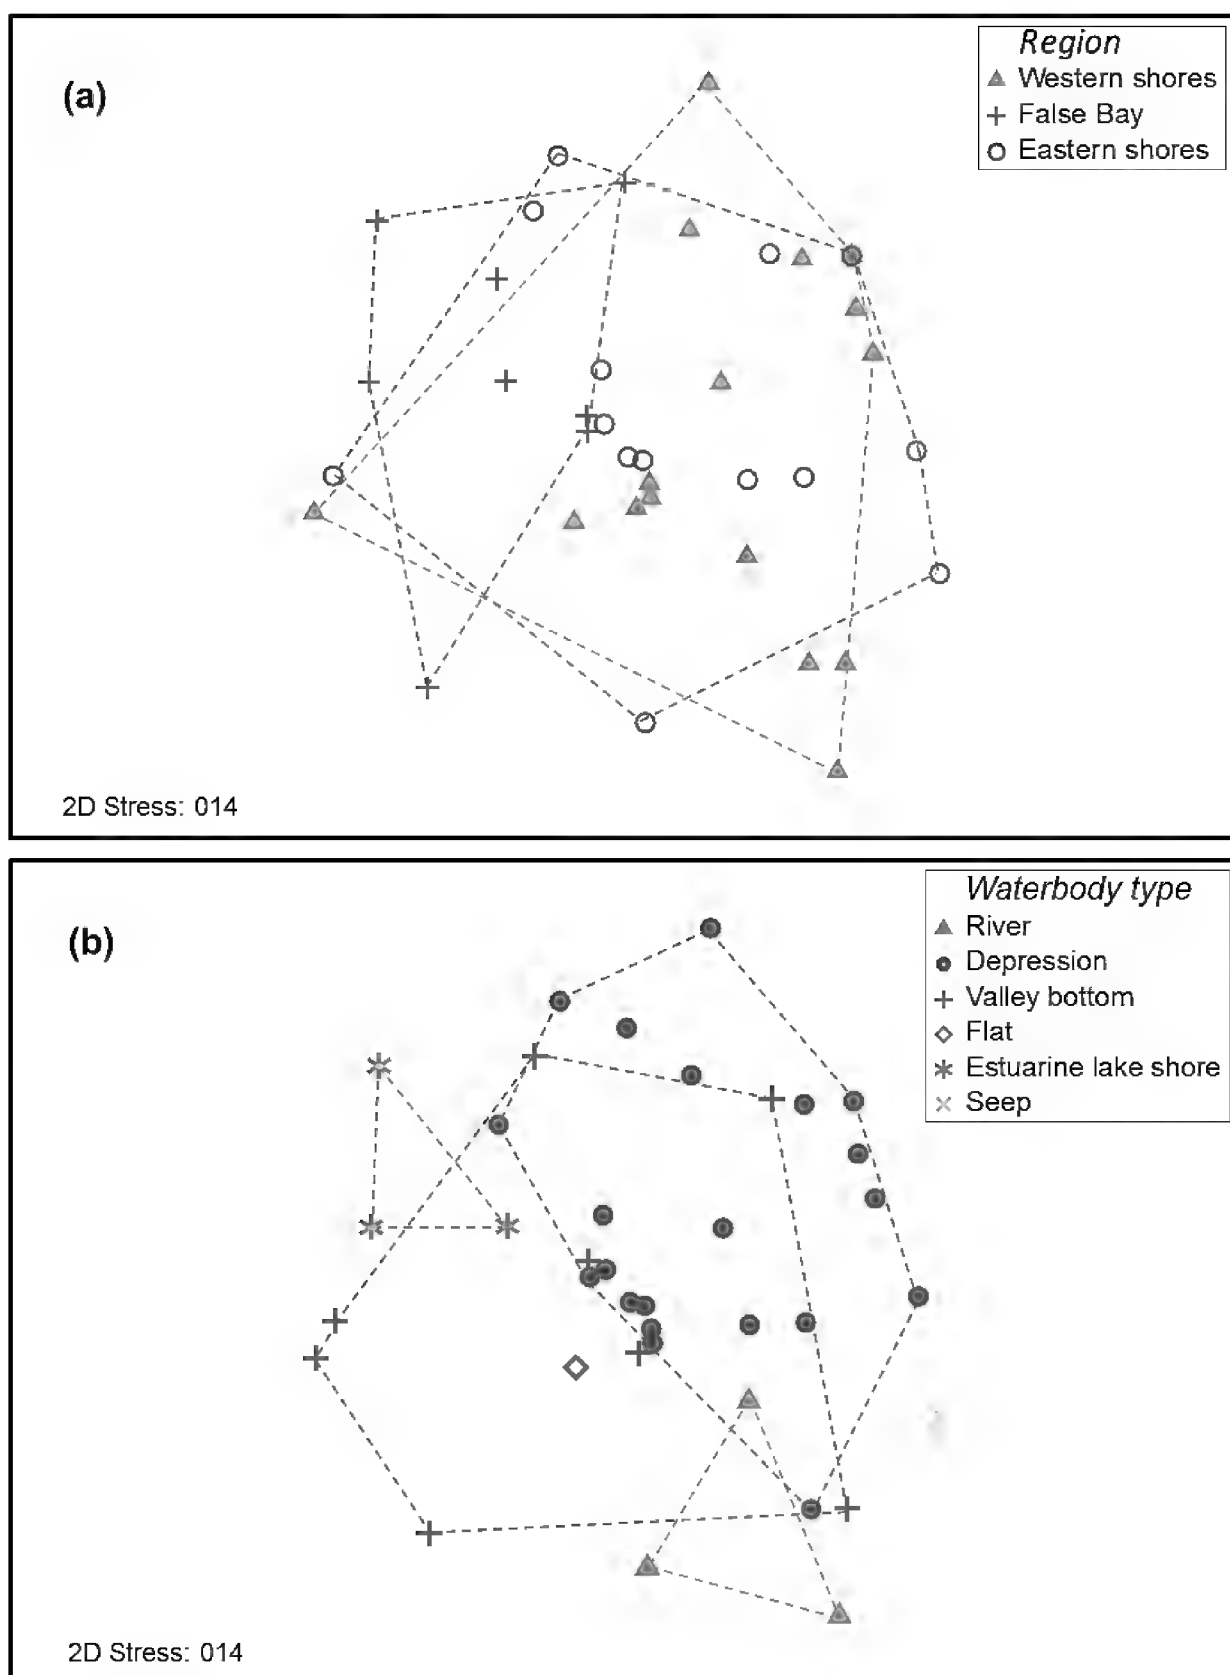 (a)
Region
Western shores
False Bay
Eastern shores
2D Stress: 014
(b)
Waterbody type
River
Depression
Valley bottom
Flat
Estuarine lake shore
Seep
2D Stress: 014